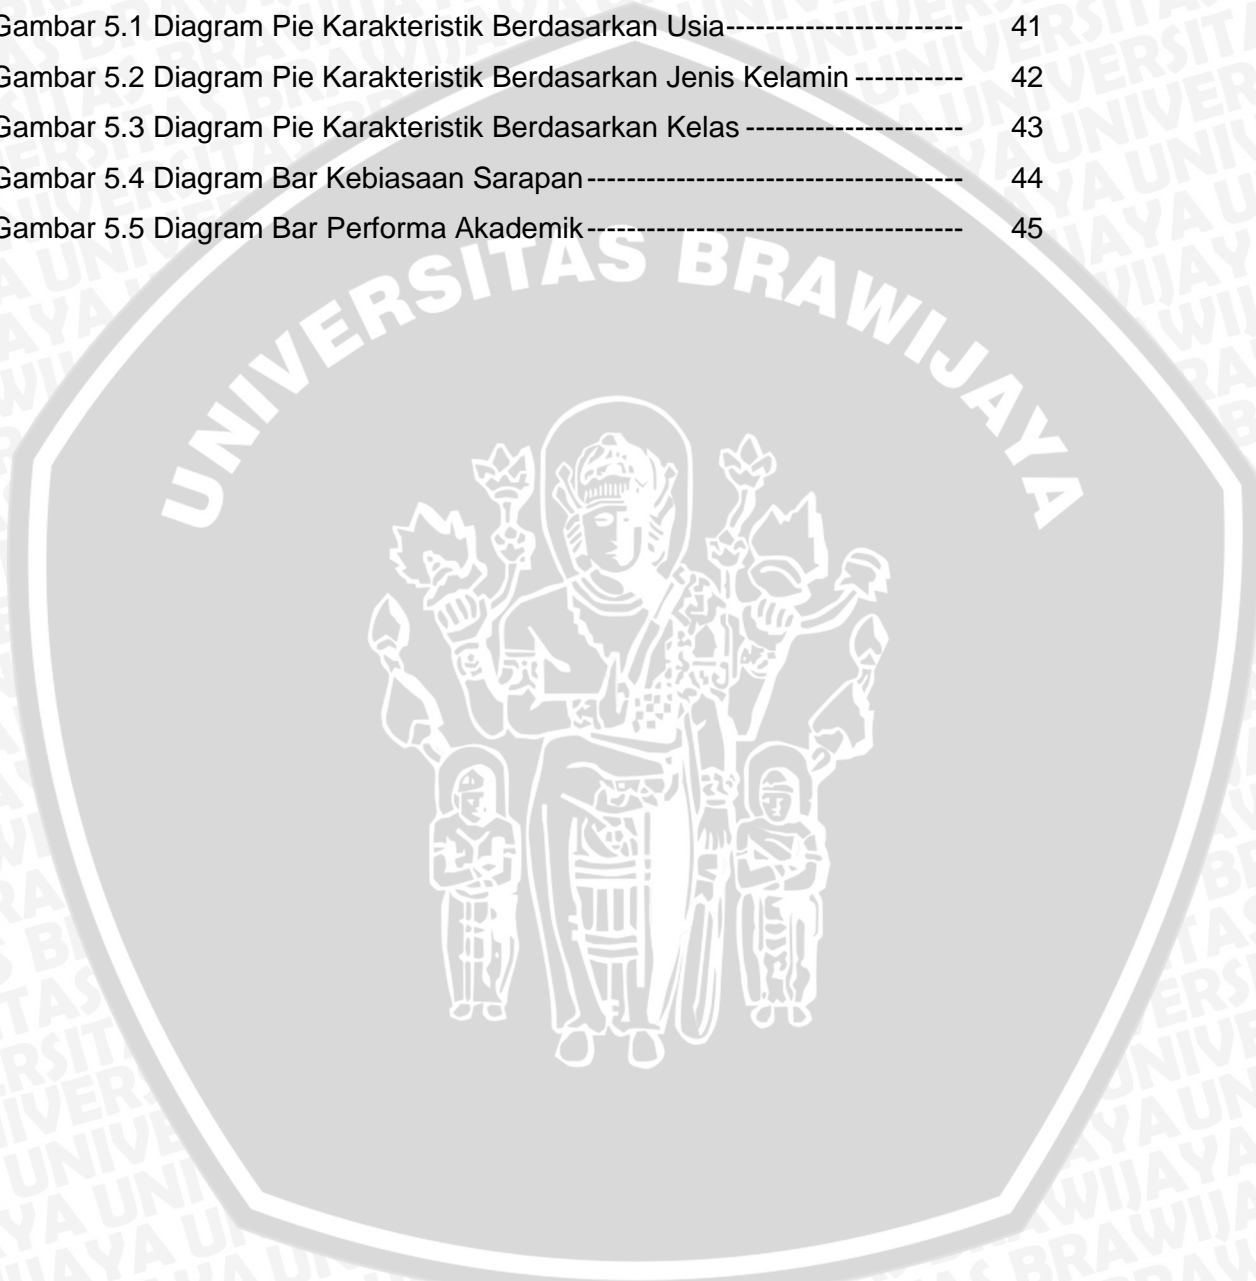 Gambar 5.1 Diagram Pie Karakteristik Berdasarkan Usia------------------------ 41
Gambar 5.2 Diagram Pie Karakteristik Berdasarkan Jenis Kelamin ----------- 42
Gambar 5.3 Diagram Pie Karakteristik Berdasarkan Kelas ---------------------- 43
Gambar 5.4 Diagram Bar Kebiasaan Sarapan-------------------------------------- 44
Gambar 5.5 Diagram Bar Performa Akademik-------------------------------------- 45
UNIVERSITAS BRAWIJAYA